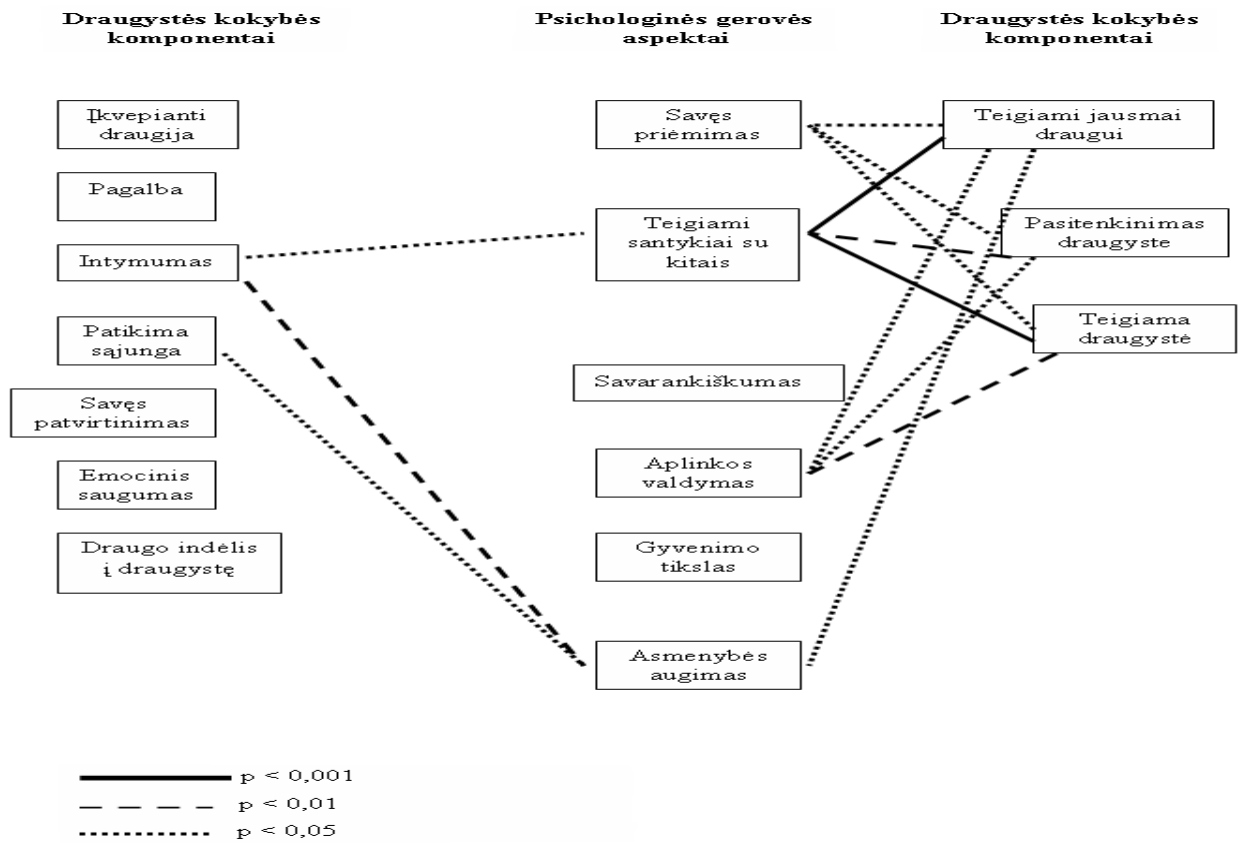 Draugystės kokybės
komponentai
Psichologinės gerovės
aspektai
Draugystės kokybės
komponentai
Įkvepianti
draugija
Pagalba
Intymumas
Patikima
sąjunga
Savęs
patvirtinimas
Emocinis
saugumas
Draugo indėlis
į draugystę
Savęs
priėmimas
Teigiami
santykiai su
kitais
Savarankiškumas
Aplinkos
valdymas
Gyvenimo
tikslas
Asmenybės
augimas
Teigiami jausmai
draugui
Pasitenkinimas
draugyste
Teigiama
draugystė
p < 0,001
p < 0,01
p < 0,05